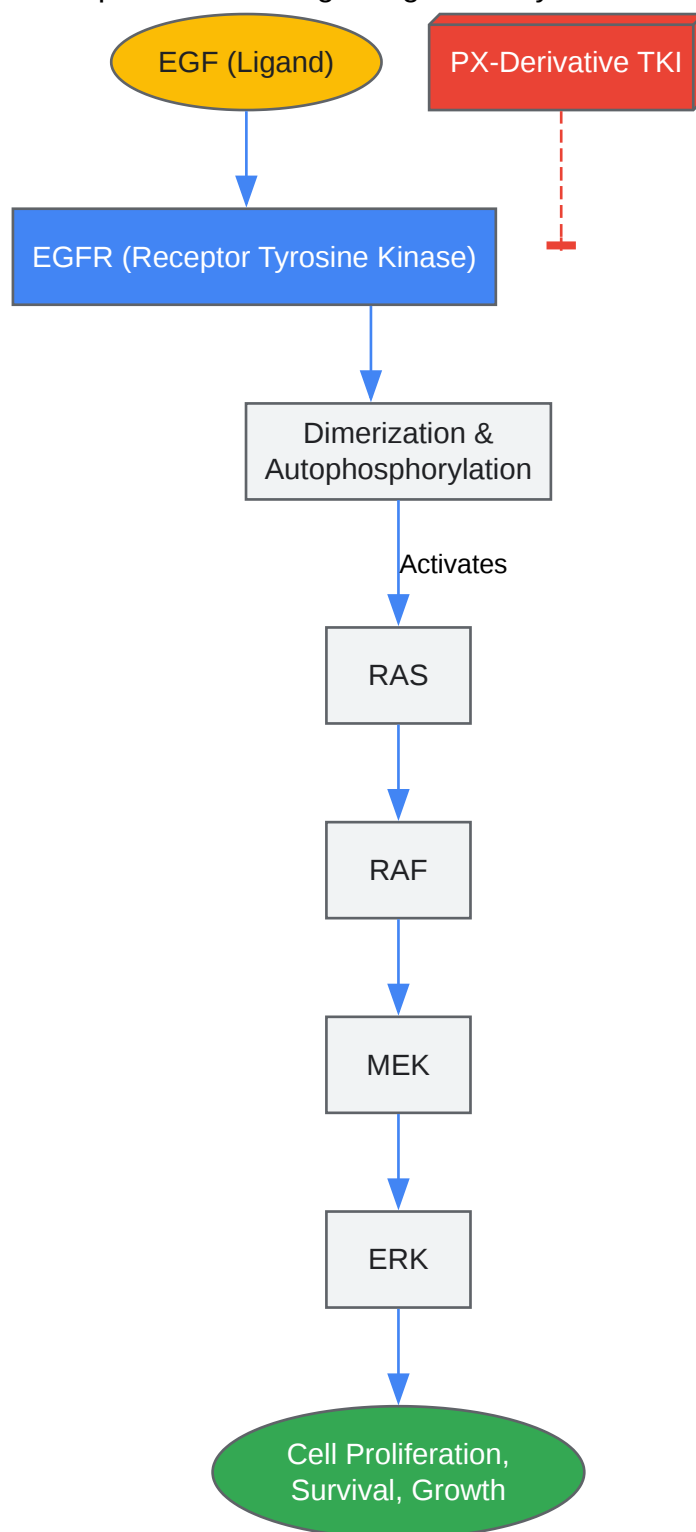 EGF (Ligand)
PX-Derivative TKI
EGFR (Receptor Tyrosine Kinase)
Dimerization &
Autophosphorylation
Activates
RAS
RAF
MEK
ERK
Cell Proliferation,
Survival, Growth